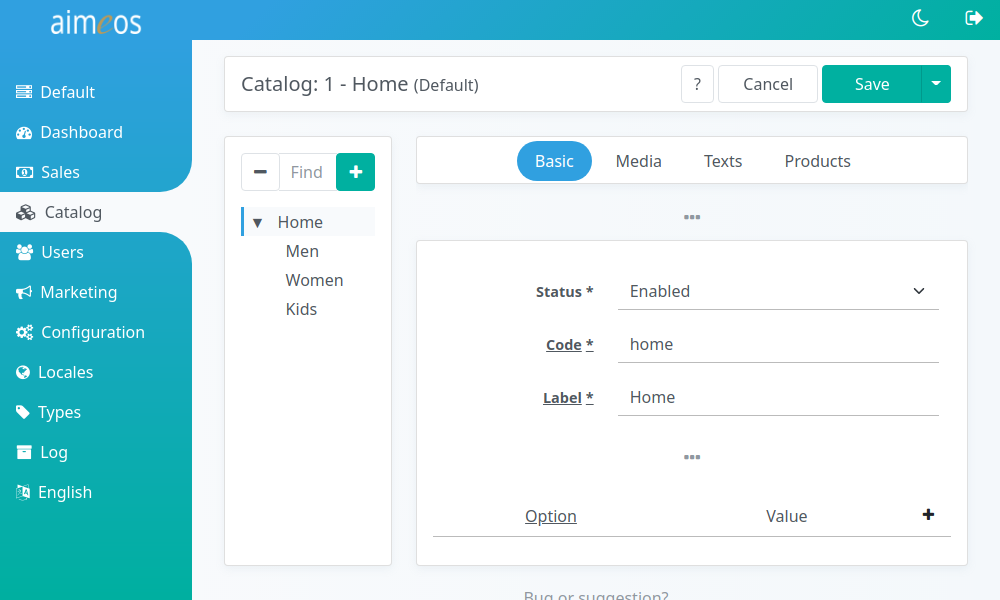 aimeos
Default
Dashboard
Sales
Catalog
Users
Marketing
Configuration
Locales
Types
Log
English
Catalog: 1 - Home (Default)
?
Cancel
Save
Find
Home
Men
Women
Kids
Basic
Media
Texts
Products
Status * Enabled
Code * home
Label * Home
Option
Value
Bug or suggestion?